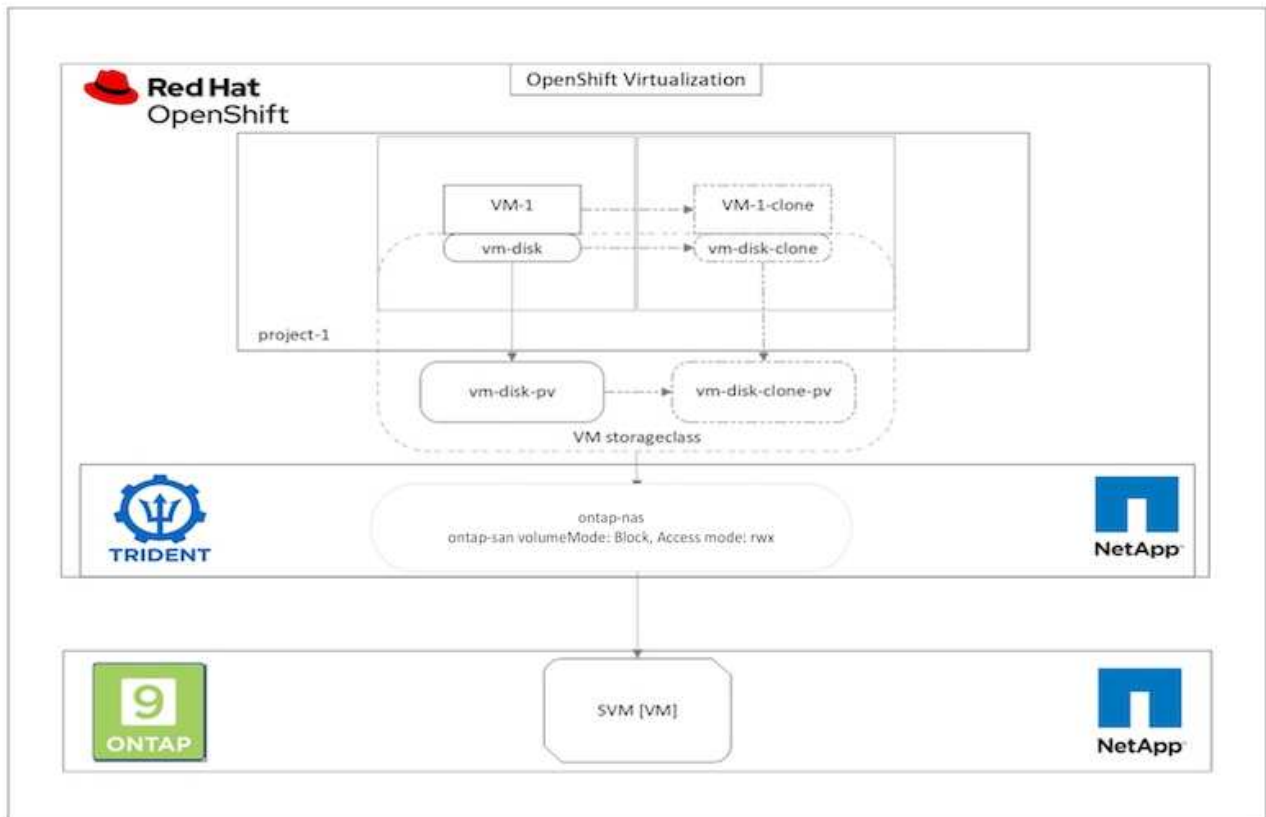 Red Hat
OpenShift
OpenShift Virtualization
VM-1
VM-1-clone
vm-disk
vm-disk-clone
project-1
vm-disk-pv
vm-disk-clone-pv
VM storageclass
TRIDENT
ontap-nas
ontap-san volumeMode: Block, Access mode: rwx
NetApp
9
ONTAP
SVM [VM]
NetApp